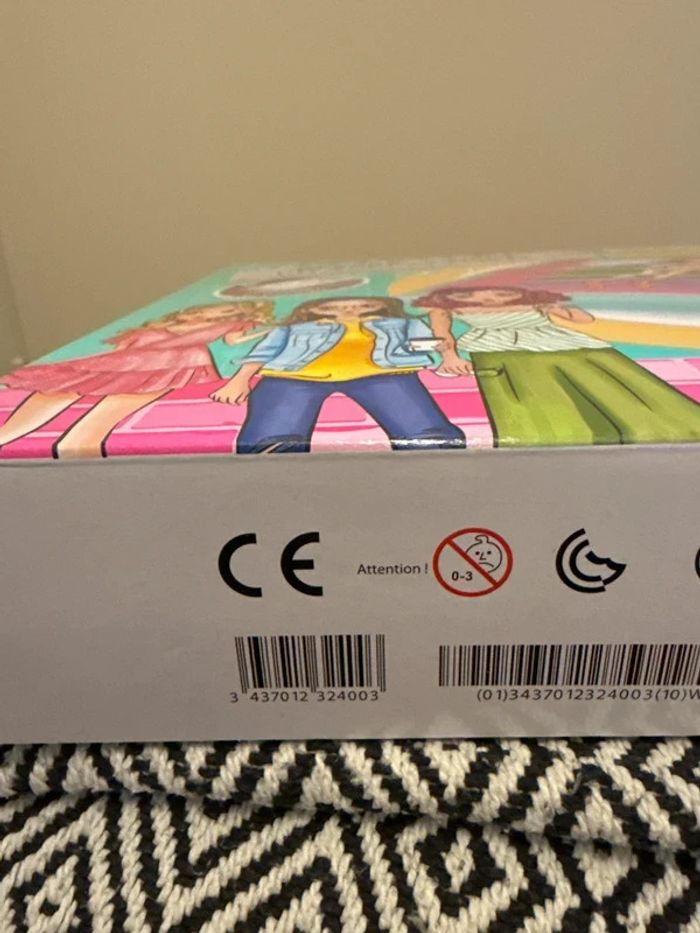 CE
Attention !
0-3
3 437012 324003
(01)3437012324003(10)W